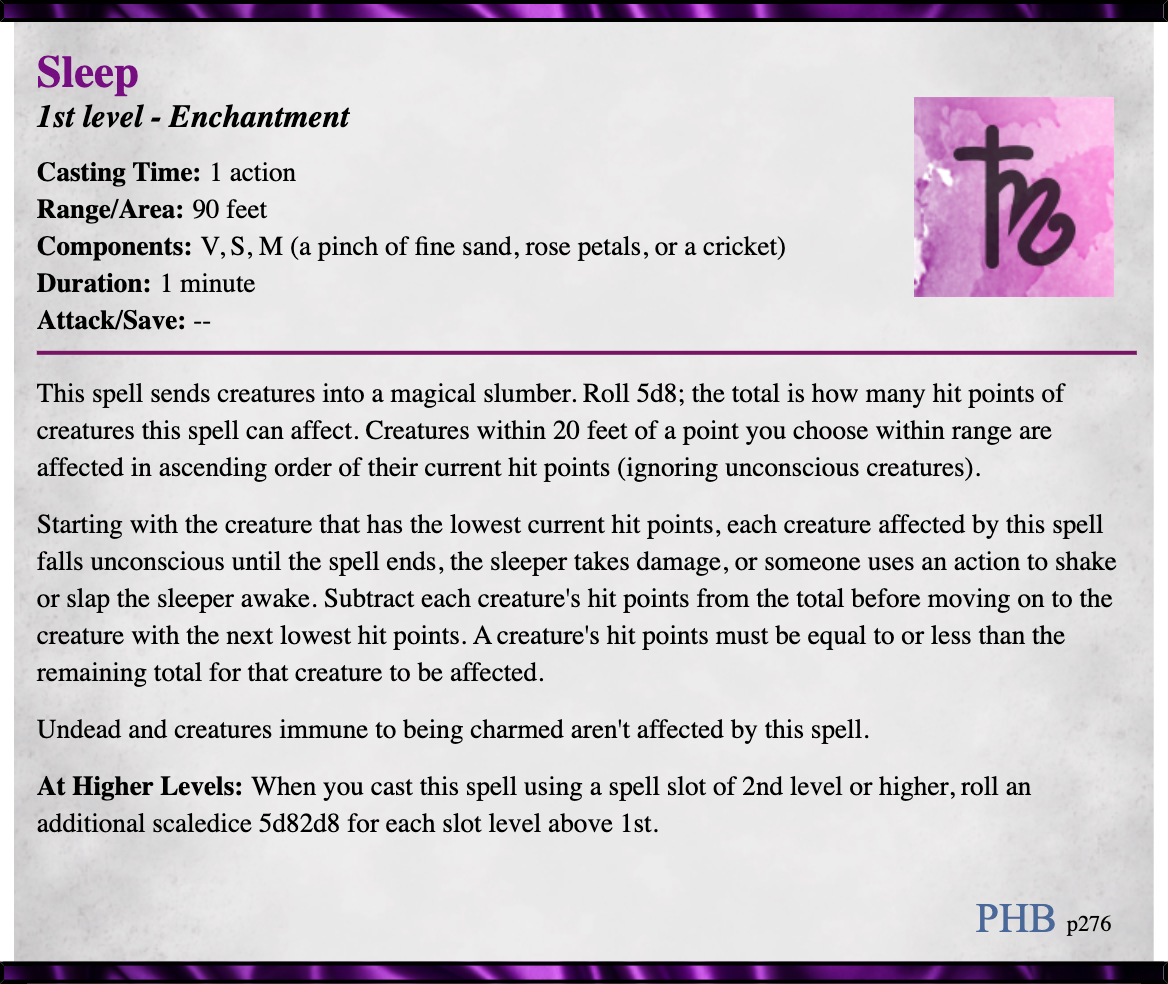 Sleep
1st level - Enchantment
Casting Time: 1 action
Range/Area: 90 feet
Components: V, S, M (a pinch of fine sand, rose petals, or a cricket)
Duration: 1 minute
Attack/Save: --
This spell sends creatures into a magical slumber. Roll 5d8; the total is how many hit points of
creatures this spell can affect. Creatures within 20 feet of a point you choose within range are
affected in ascending order of their current hit points (ignoring unconscious creatures).
Starting with the creature that has the lowest current hit points, each creature affected by this spell
falls unconscious until the spell ends, the sleeper takes damage, or someone uses an action to shake
or slap the sleeper awake. Subtract each creature's hit points from the total before moving on to the
creature with the next lowest hit points. A creature's hit points must be equal to or less than the
remaining total for that creature to be affected.
Undead and creatures immune to being charmed aren't affected by this spell.
At Higher Levels: When you cast this spell using a spell slot of 2nd level or higher, roll an
additional scaledice 5d82d8 for each slot level above 1st.
PHB p276